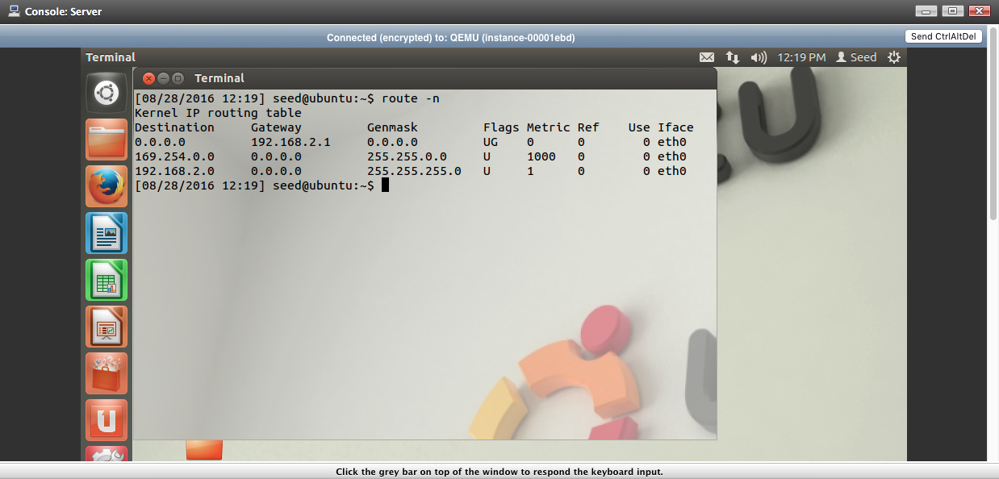 Console: Server
Connected (encrypted) to: QEMU (instance-00001ebd)
Send CtrlAltDel
Terminal
12:19 PM
Seed
Terminal
[08/28/2016 12:19] seed@ubuntu:~$ route -n
Kernel IP routing table
Destination     Gateway         Genmask         Flags Metric Ref    Use Iface
0.0.0.0         192.168.2.1     0.0.0.0         UG    0      0        0 eth0
169.254.0.0     0.0.0.0         255.255.0.0     U     1000   0        0 eth0
192.168.2.0     0.0.0.0         255.255.255.0   U     1      0        0 eth0
[08/28/2016 12:19] seed@ubuntu:~$
Click the grey bar on top of the window to respond the keyboard input.